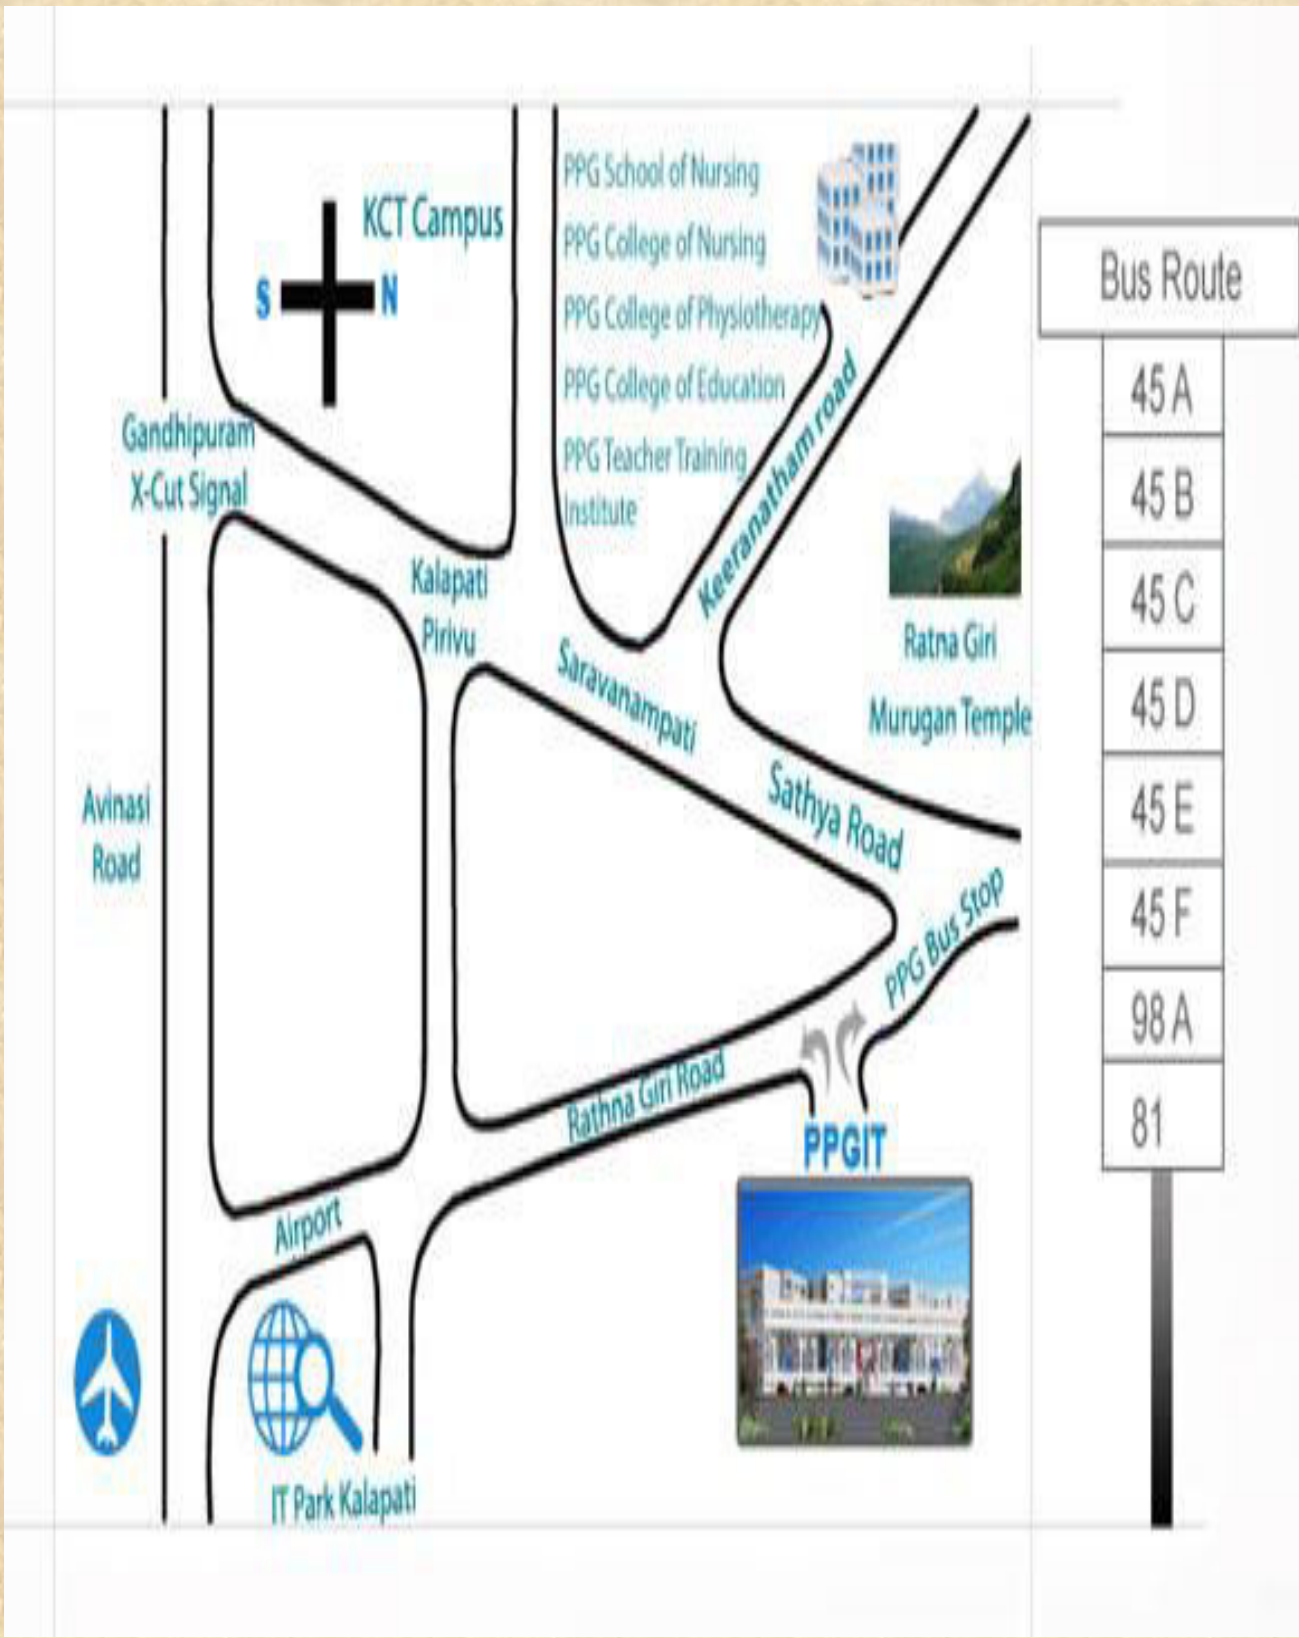 PPG School of Nursing
KCT Campus
PPG College of Nursing
Bus Route
S
N
PPG College of Physiotherapy
45 A
PPG College of Education
Keeranatham road
Gandhipuram
X-Cut Signal
PPG Teacher Training
Institute
45 B
Kalapati
Pirivu
45 C
Saravanampati
Ratna Giri
Murugan Temple
45 D
Avinasi
Road
Sathya Road
45 E
PPG Bus Stop
45 F
98 A
Rathna Giri Road
PPGIT
81
Airport
IT Park Kalapati